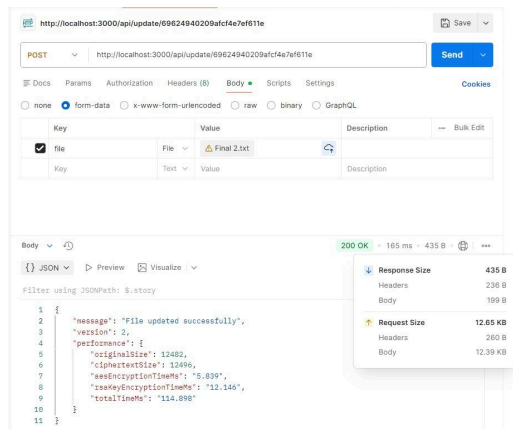 HTTP http://localhost:3000/api/update/69624940209afcf4e7ef611e Save
POST http://localhost:3000/api/update/69624940209afcf4e7ef611e Send
Docs Params Authorization Headers (8) Body Scripts Settings Cookies
none form-data x-www-form-urlencoded raw binary GraphQL
Key Value Description ... Bulk Edit
file File Final 2.txt
Key Text Value Description
Body 200 OK 165 ms 435 B ...
{} JSON Preview Visualize
Response Size 435 B
Headers 236 B
Body 199 B
Request Size 12.65 KB
Headers 260 B
Body 12.39 KB
Filter using JSONPath: $.story
1 {
2 "message": "File updated successfully",
3 "version": 2,
4 "performance": {
5 "originalSize": 12482,
6 "ciphertextSize": 12496,
7 "aesEncryptionTimeMs": "5.839",
8 "rsaKeyEncryptionTimeMs": "12.146",
9 "totalTimeMs": "114.898"
10 }
11 }